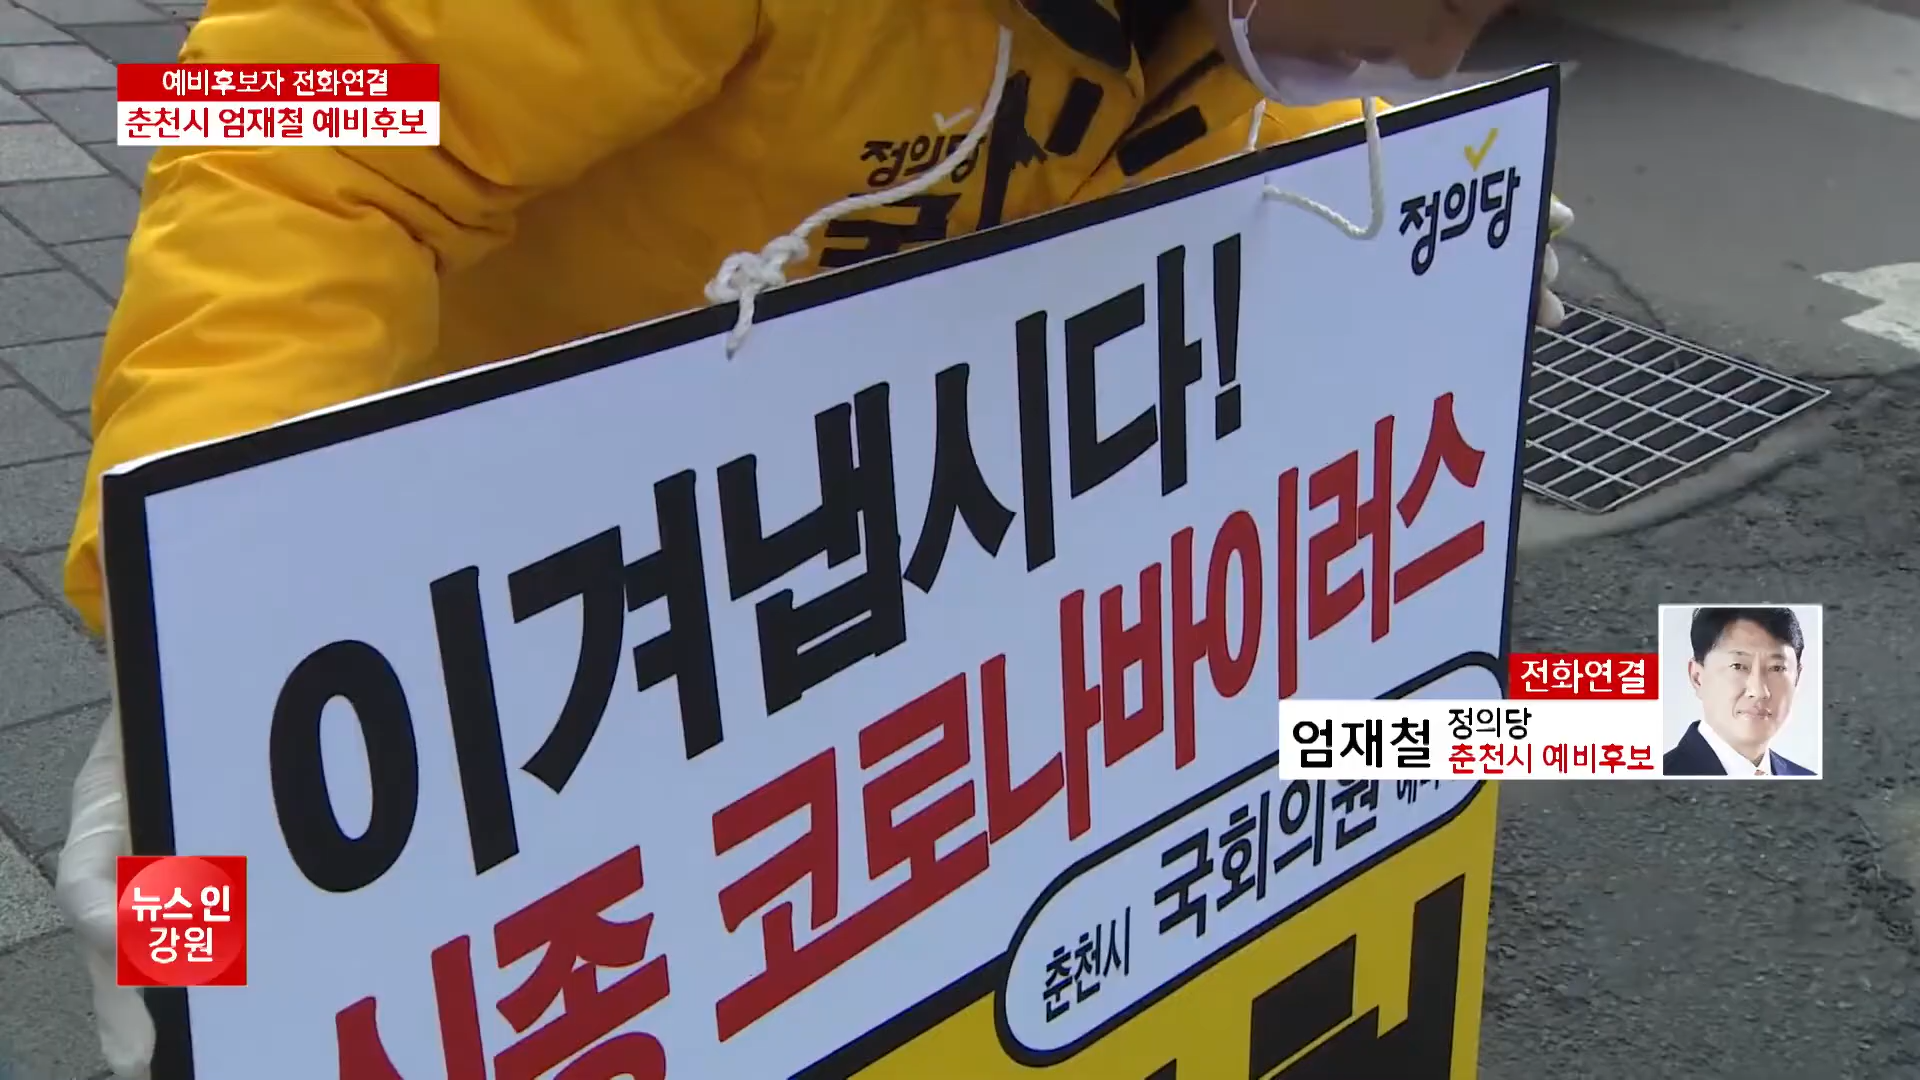 예비후보자 전화연결
춘천시 엄재철 예비후보
정의당
정의당
이겨냅시다!
신종 코로나바이러스
춘천시 국회의원 예비
전화연결
엄재철
정의당
춘천시 예비후보
뉴스인
강원